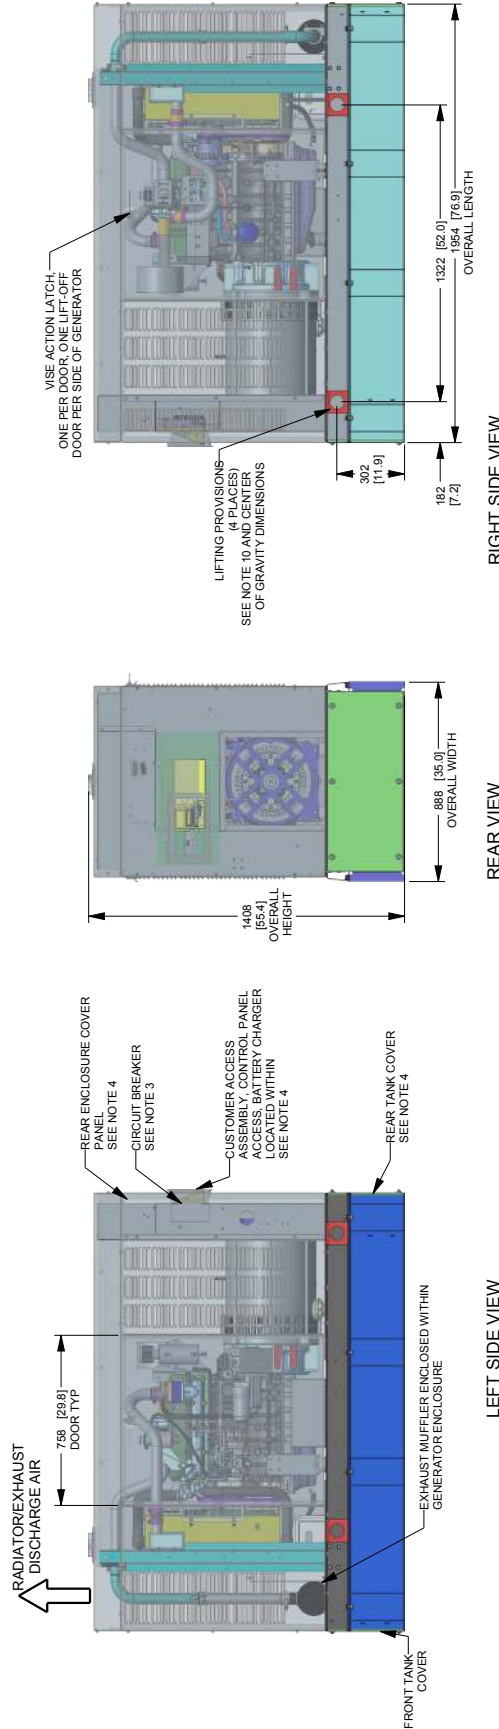 RADIATOR/EXHAUST
DISCHARGE AIR
758 [29.8]
DOOR TYP
REAR ENCLOSURE COVER
PANEL
SEE NOTE 4
CIRCUIT BREAKER
SEE NOTE 3
CUSTOMER ACCESS
ASSEMBLY, CONTROL PANEL
ACCESS, BATTERY CHARGER
LOCATED WITHIN
SEE NOTE 4
REAR TANK COVER
SEE NOTE 4
EXHAUST MUFFLER ENCLOSED WITHIN
GENERATOR ENCLOSURE
FRONT TANK
COVER
LEFT SIDE VIEW
1408
[55.4]
OVERALL
HEIGHT
888 [35.0]
OVERALL WIDTH
REAR VIEW
VISE ACTION LATCH,
ONE PER DOOR, ONE LIFT-OFF
DOOR PER SIDE OF GENERATOR
LIFTING PROVISIONS
(4 PLACES)
SEE NOTE 10 AND CENTER
OF GRAVITY DIMENSIONS
302
[11.9]
182
[7.2]
1322 [52.0]
1954 [76.9]
OVERALL LENGTH
RIGHT SIDE VIEW